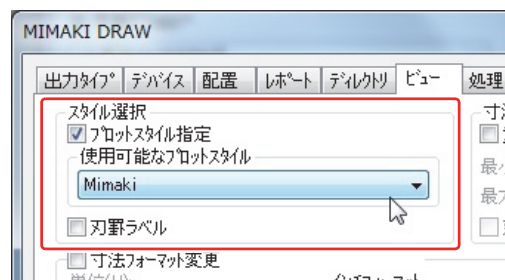 MIMAKI DRAW
出力ﾀｲﾌﾟ ﾃﾞﾊﾞｲｽ 配置 ﾚﾎﾟｰﾄ ﾃﾞｨﾚｸﾄﾘ ﾋﾞｭｰ 処理
ｽﾀｲﾙ選択
ﾌﾟﾛｯﾄｽﾀｲﾙ指定
使用可能なﾌﾟﾛｯﾄｽﾀｲﾙ
Mimaki
刃罫ラベル
寸法ﾌｫｰﾏｯﾄ変更